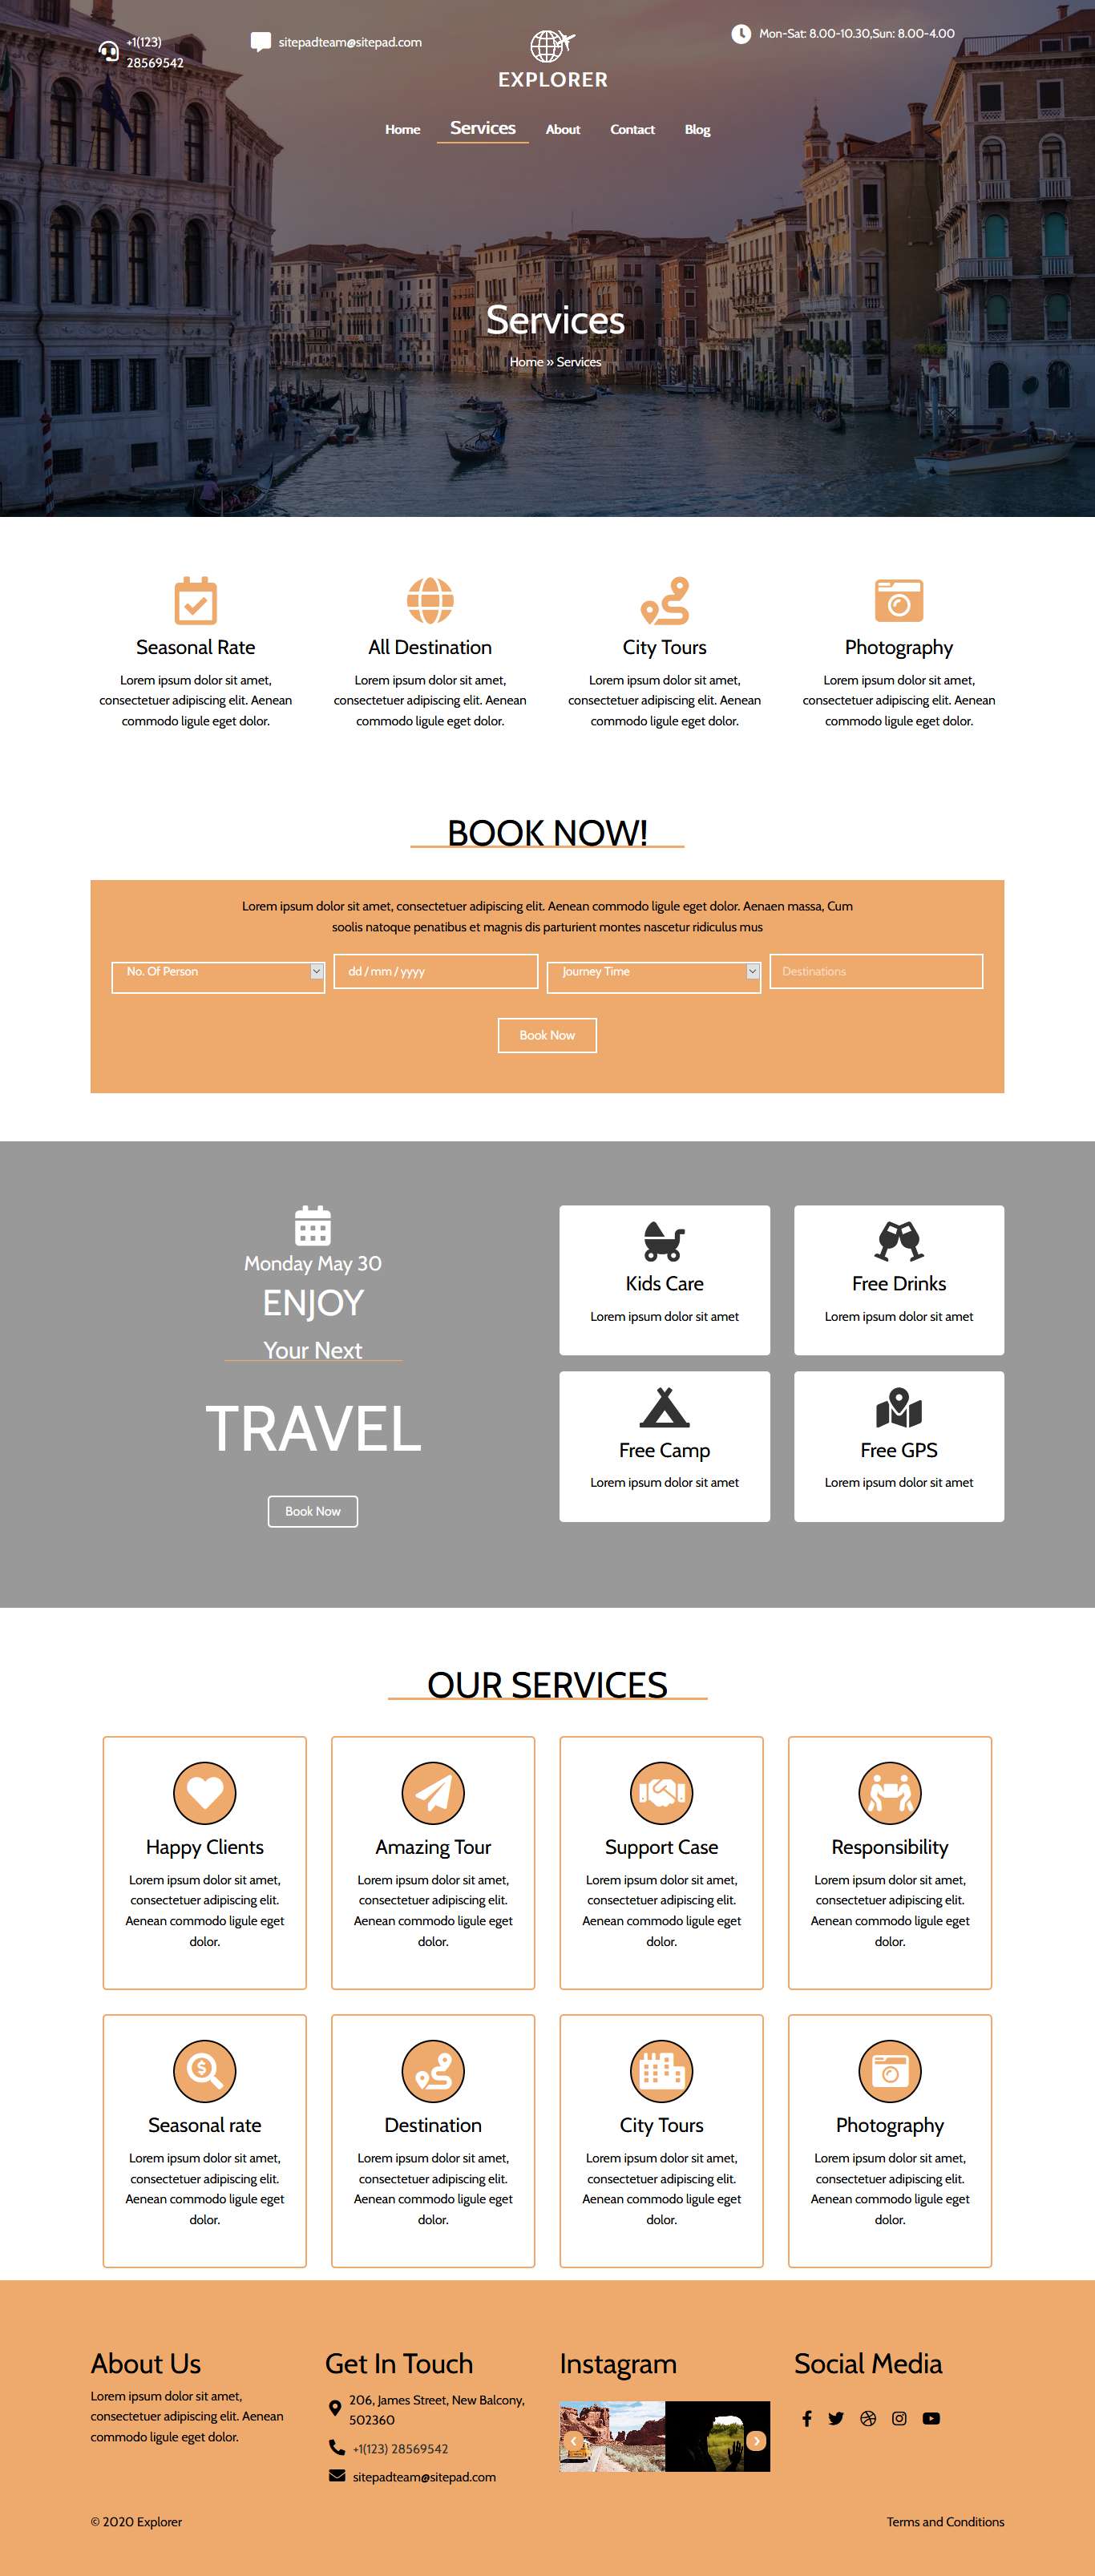 +1(123)
28569542
sitepadteam@sitepad.com
EXPLORER
Mon-Sat: 8.00-10.30,Sun: 8.00-4.00
Home Services About Contact Blog
Services
Home » Services
Seasonal Rate
Lorem ipsum dolor sit amet,
consectetuer adipiscing elit. Aenean
commodo ligule eget dolor.
All Destination
Lorem ipsum dolor sit amet,
consectetuer adipiscing elit. Aenean
commodo ligule eget dolor.
City Tours
Lorem ipsum dolor sit amet,
consectetuer adipiscing elit. Aenean
commodo ligule eget dolor.
Photography
Lorem ipsum dolor sit amet,
consectetuer adipiscing elit. Aenean
commodo ligule eget dolor.
BOOK NOW!
Lorem ipsum dolor sit amet, consectetuer adipiscing elit. Aenean commodo ligule eget dolor. Aenaen massa, Cum
soolis natoque penatibus et magnis dis parturient montes nascetur ridiculus mus
No. Of Person
dd / mm / yyyy
Journey Time
Destinations
Book Now
Monday May 30
ENJOY
Your Next
TRAVEL
Book Now
Kids Care
Lorem ipsum dolor sit amet
Free Drinks
Lorem ipsum dolor sit amet
Free Camp
Lorem ipsum dolor sit amet
Free GPS
Lorem ipsum dolor sit amet
OUR SERVICES
Happy Clients
Lorem ipsum dolor sit amet,
consectetuer adipiscing elit.
Aenean commodo ligule eget
dolor.
Amazing Tour
Lorem ipsum dolor sit amet,
consectetuer adipiscing elit.
Aenean commodo ligule eget
dolor.
Support Case
Lorem ipsum dolor sit amet,
consectetuer adipiscing elit.
Aenean commodo ligule eget
dolor.
Responsibility
Lorem ipsum dolor sit amet,
consectetuer adipiscing elit.
Aenean commodo ligule eget
dolor.
Seasonal rate
Lorem ipsum dolor sit amet,
consectetuer adipiscing elit.
Aenean commodo ligule eget
dolor.
Destination
Lorem ipsum dolor sit amet,
consectetuer adipiscing elit.
Aenean commodo ligule eget
dolor.
City Tours
Lorem ipsum dolor sit amet,
consectetuer adipiscing elit.
Aenean commodo ligule eget
dolor.
Photography
Lorem ipsum dolor sit amet,
consectetuer adipiscing elit.
Aenean commodo ligule eget
dolor.
About Us
Lorem ipsum dolor sit amet,
consectetuer adipiscing elit. Aenean
commodo ligule eget dolor.
Get In Touch
206, James Street, New Balcony,
502360
+1(123) 28569542
sitepadteam@sitepad.com
Instagram
Social Media
© 2020 Explorer
Terms and Conditions